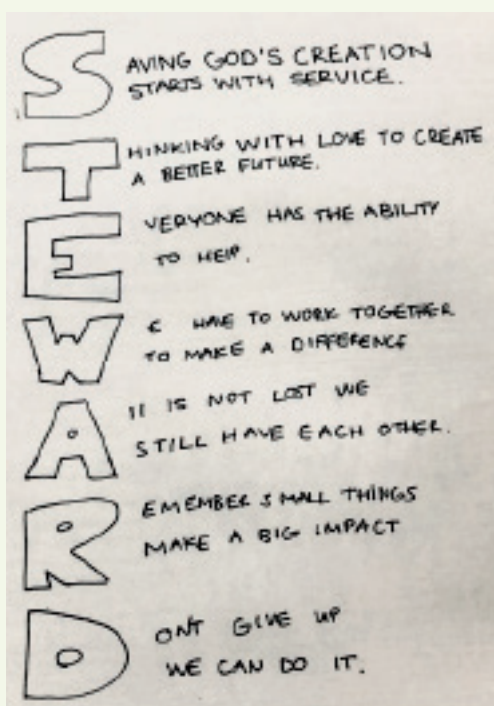 SAVING GOD'S CREATION
STARTS WITH SERVICE.
THINKING WITH LOVE TO CREATE
A BETTER FUTURE.
EVERYONE HAS THE ABILITY
TO HELP.
WE HAVE TO WORK TOGETHER
TO MAKE A DIFFERENCE
All IS NOT LOST WE
STILL HAVE EACH OTHER.
REMEMBER SMALL THINGS
MAKE A BIG IMPACT
DONT GIVE UP
WE CAN DO IT.